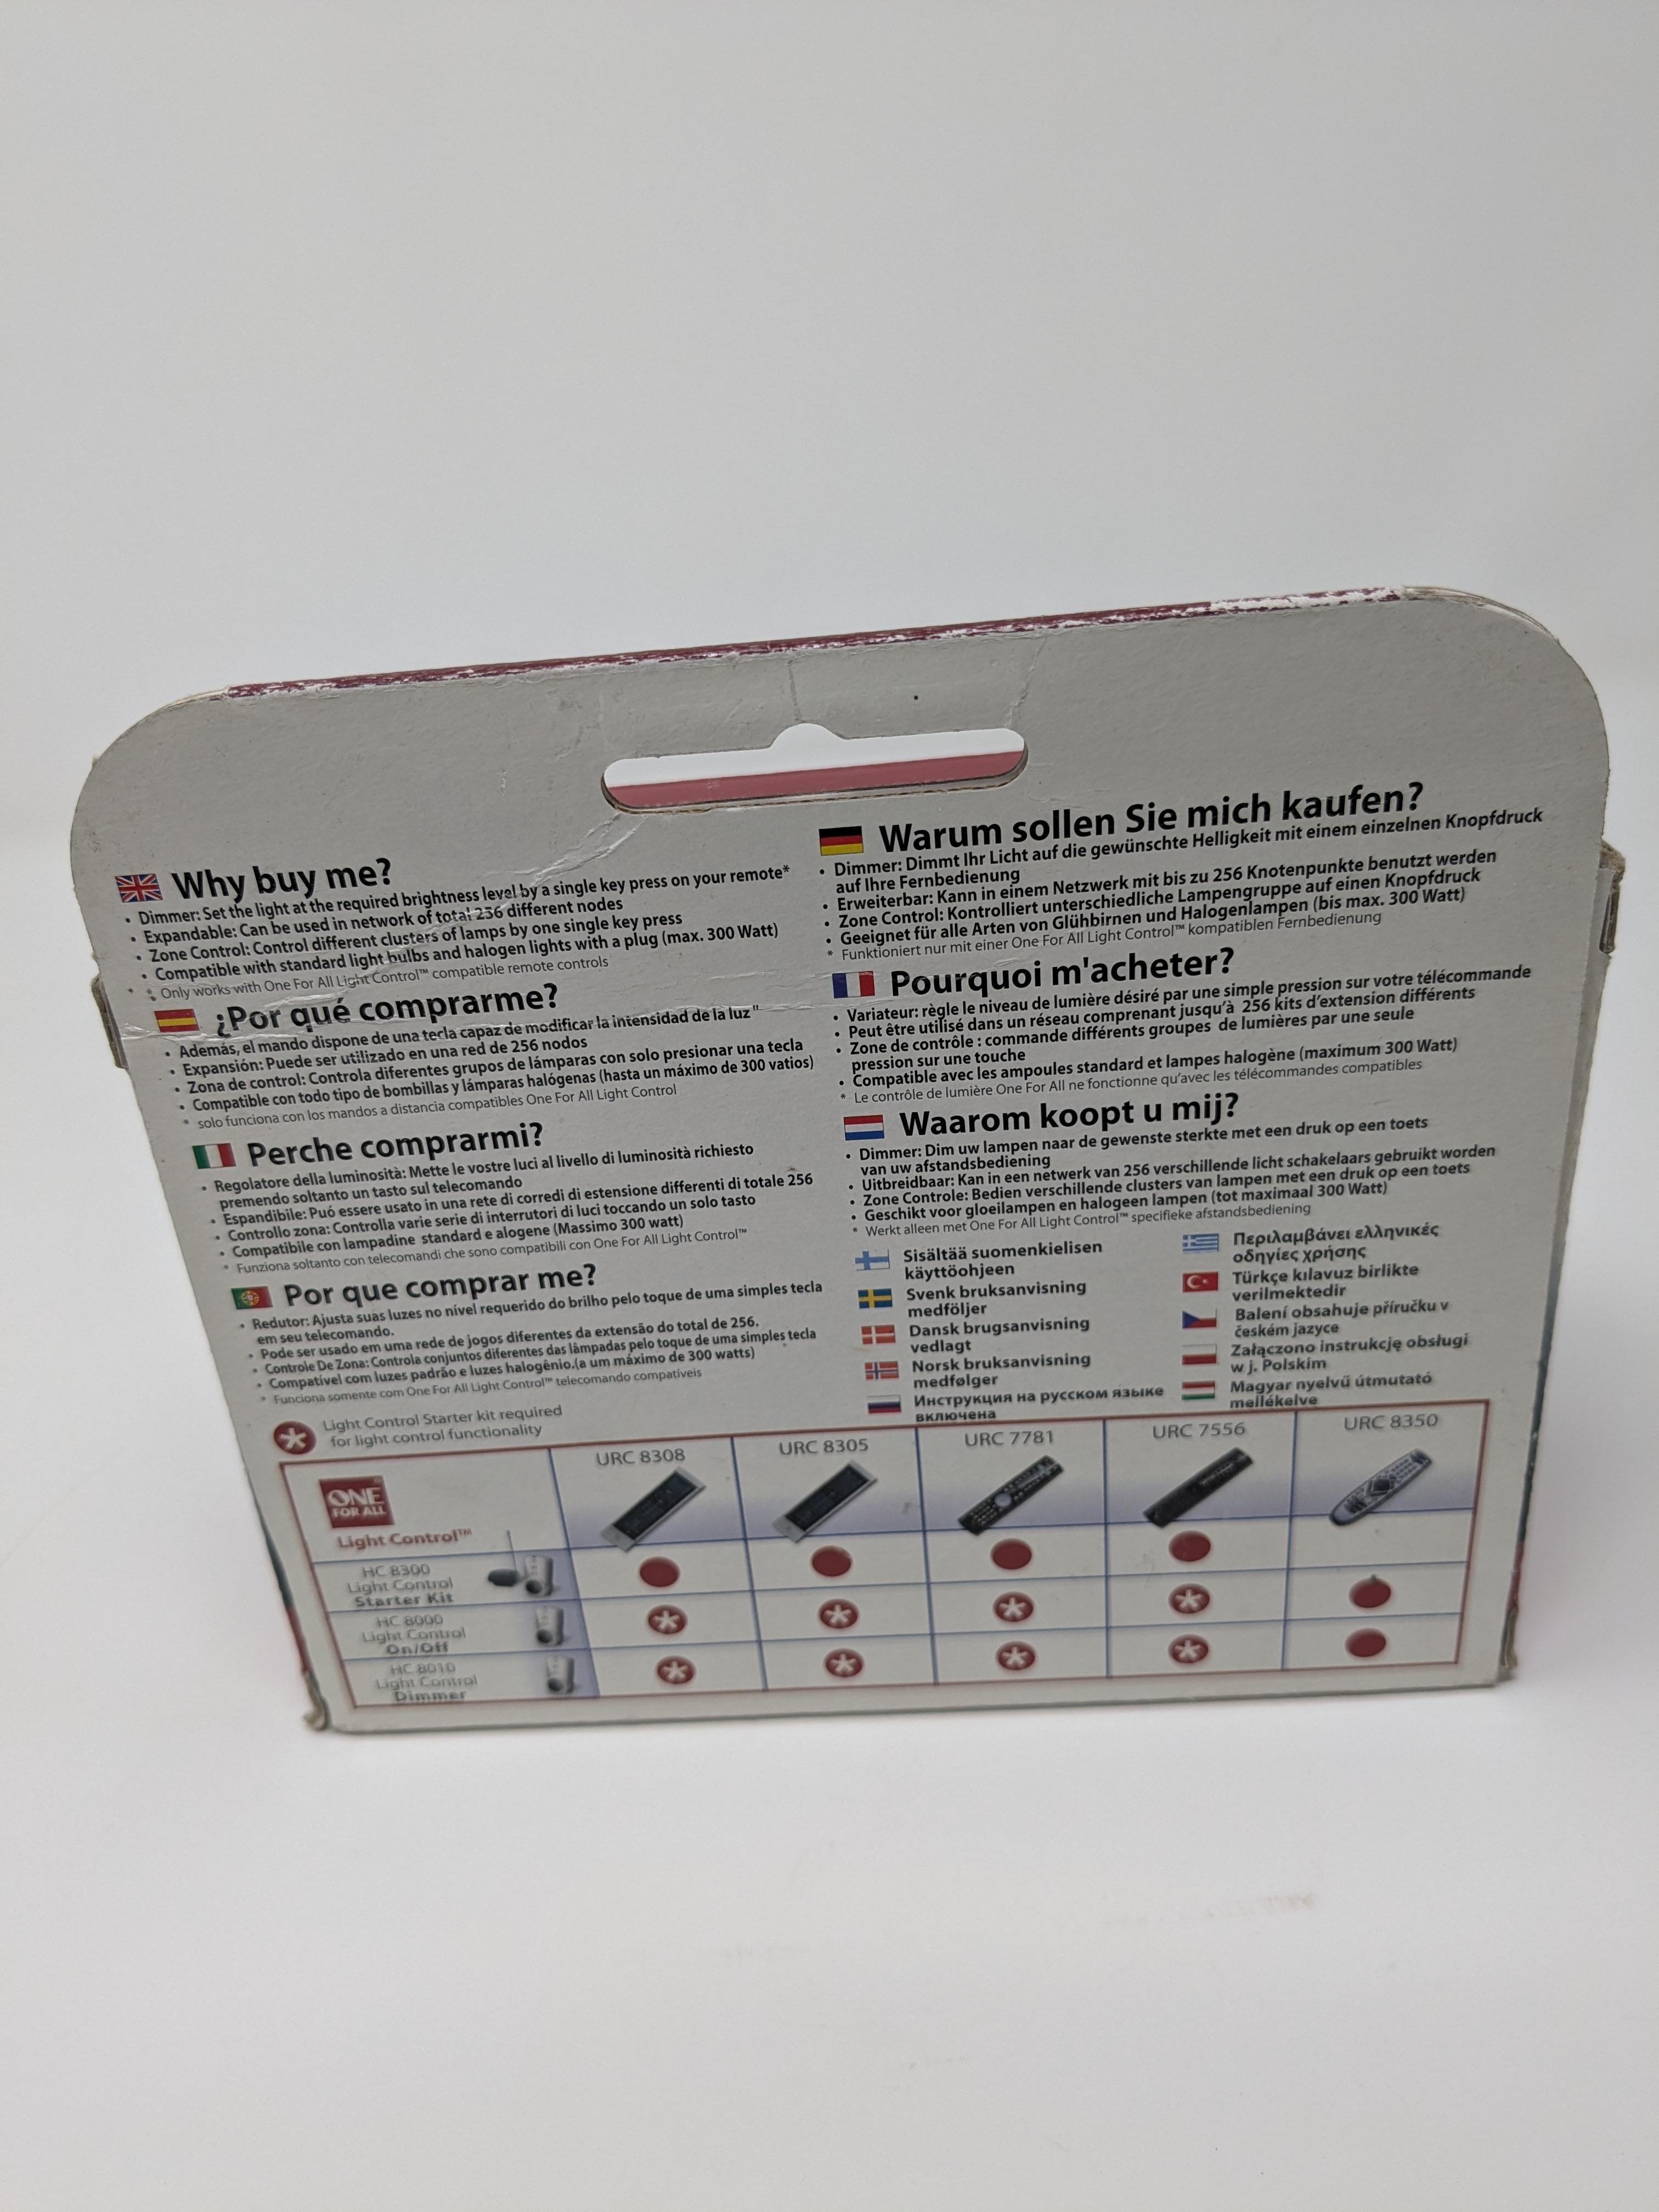 Why buy me?
• Dimmer: Set the light at the required brightness level by a single key press on your remote*
• Expandable: Can be used in network of total 256 different nodes
• Zone Control: Control different clusters of lamps by one single key press
• Compatible with standard light bulbs and halogen lights with a plug (max. 300 Watt)
* Only works with One For All Light Control™ compatible remote controls
¿Por qué comprarme?
• Además, el mando dispone de una tecla capaz de modificar la intensidad de la luz"
• Expansión: Puede ser utilizado en una red de 256 nodos
• Zona de control: Controla diferentes grupos de lámparas con solo presionar una tecla
• Compatible con todo tipo de bombillas y lámparas halógenas (hasta un máximo de 300 vatios)
* solo funciona con los mandos a distancia compatibles One For All Light Control
Perche comprarmi?
• Regolatore della luminosità: Mette le vostre luci al livello di luminosità richiesto
premendo soltanto un tasto sul telecomando
• Espandibile: Puó essere usato in una rete di corredi di estensione differenti di totale 256
• Controllo zona: Controlla varie serie di interrutori di luci toccando un solo tasto
• Compatibile con lampadine standard e alogene (Massimo 300 watt)
* Funziona soltanto con telecomandi che sono compatibili con One For All Light Control™
Por que comprar me?
• Redutor: Ajusta suas luzes no nível requerido do brilho pelo toque de uma simples tecla
em seu telecomando.
• Pode ser usado em uma rede de jogos diferentes da extensão do total de 256.
• Controle De Zona: Controla conjuntos diferentes das lâmpadas pelo toque de uma simples tecla
• Compatível com luzes padrão e luzes halogênio.(a um máximo de 300 watts)
* Funciona somente com One For All Light Control™ telecomando compatíveis
Warum sollen Sie mich kaufen?
• Dimmer: Dimmt Ihr Licht auf die gewünschte Helligkeit mit einem einzelnen Knopfdruck
auf Ihre Fernbedienung
• Erweiterbar: Kann in einem Netzwerk mit bis zu 256 Knotenpunkte benutzt werden
• Zone Control: Kontrolliert unterschiedliche Lampengruppe auf einen Knopfdruck
• Geeignet für alle Arten von Glühbirnen und Halogenlampen (bis max. 300 Watt)
* Funktioniert nur mit einer One For All Light Control™ kompatiblen Fernbedienung
Pourquoi m'acheter?
• Variateur: règle le niveau de lumière désiré par une simple pression sur votre télécommande
• Peut être utilisé dans un réseau comprenant jusqu'à 256 kits d'extension différents
• Zone de contrôle : commande différents groupes de lumières par une seule
pression sur une touche
• Compatible avec les ampoules standard et lampes halogène (maximum 300 Watt)
* Le contrôle de lumière One For All ne fonctionne qu'avec les télécommandes compatibles
Waarom koopt u mij?
• Dimmer: Dim uw lampen naar de gewenste sterkte met een druk op een toets
van uw afstandsbediening
• Uitbreidbaar: Kan in een netwerk van 256 verschillende licht schakelaars gebruikt worden
• Zone Controle: Bedien verschillende clusters van lampen met een druk op een toets
• Geschikt voor gloeilampen en halogeen lampen (tot maximaal 300 Watt)
* Werkt alleen met One For All Light Control™ specifieke afstandsbediening
Sisältää suomenkielisen
käyttöohjeen
Svenk bruksanvisning
medföljer
Dansk brugsanvisning
vedlagt
Norsk bruksanvisning
medfølger
Инструкция на русском языке
включена
Περιλαμβάνει ελληνικές
οδηγίες χρήσης
Türkçe kılavuz birlikte
verilmektedir
Balení obsahuje příručku v
českém jazyce
Załączono instrukcję obsługi
w j. Polskim
Magyar nyelvű útmutató
mellékelve
Light Control Starter kit required
for light control functionality
ONE
FOR ALL
Light Control™
URC 8308
URC 8305
URC 7781
URC 7556
URC 8350
HC 8300
Light Control
Starter Kit
HC 8000
Light Control
On/Off
HC 8010
Light Control
Dimmer